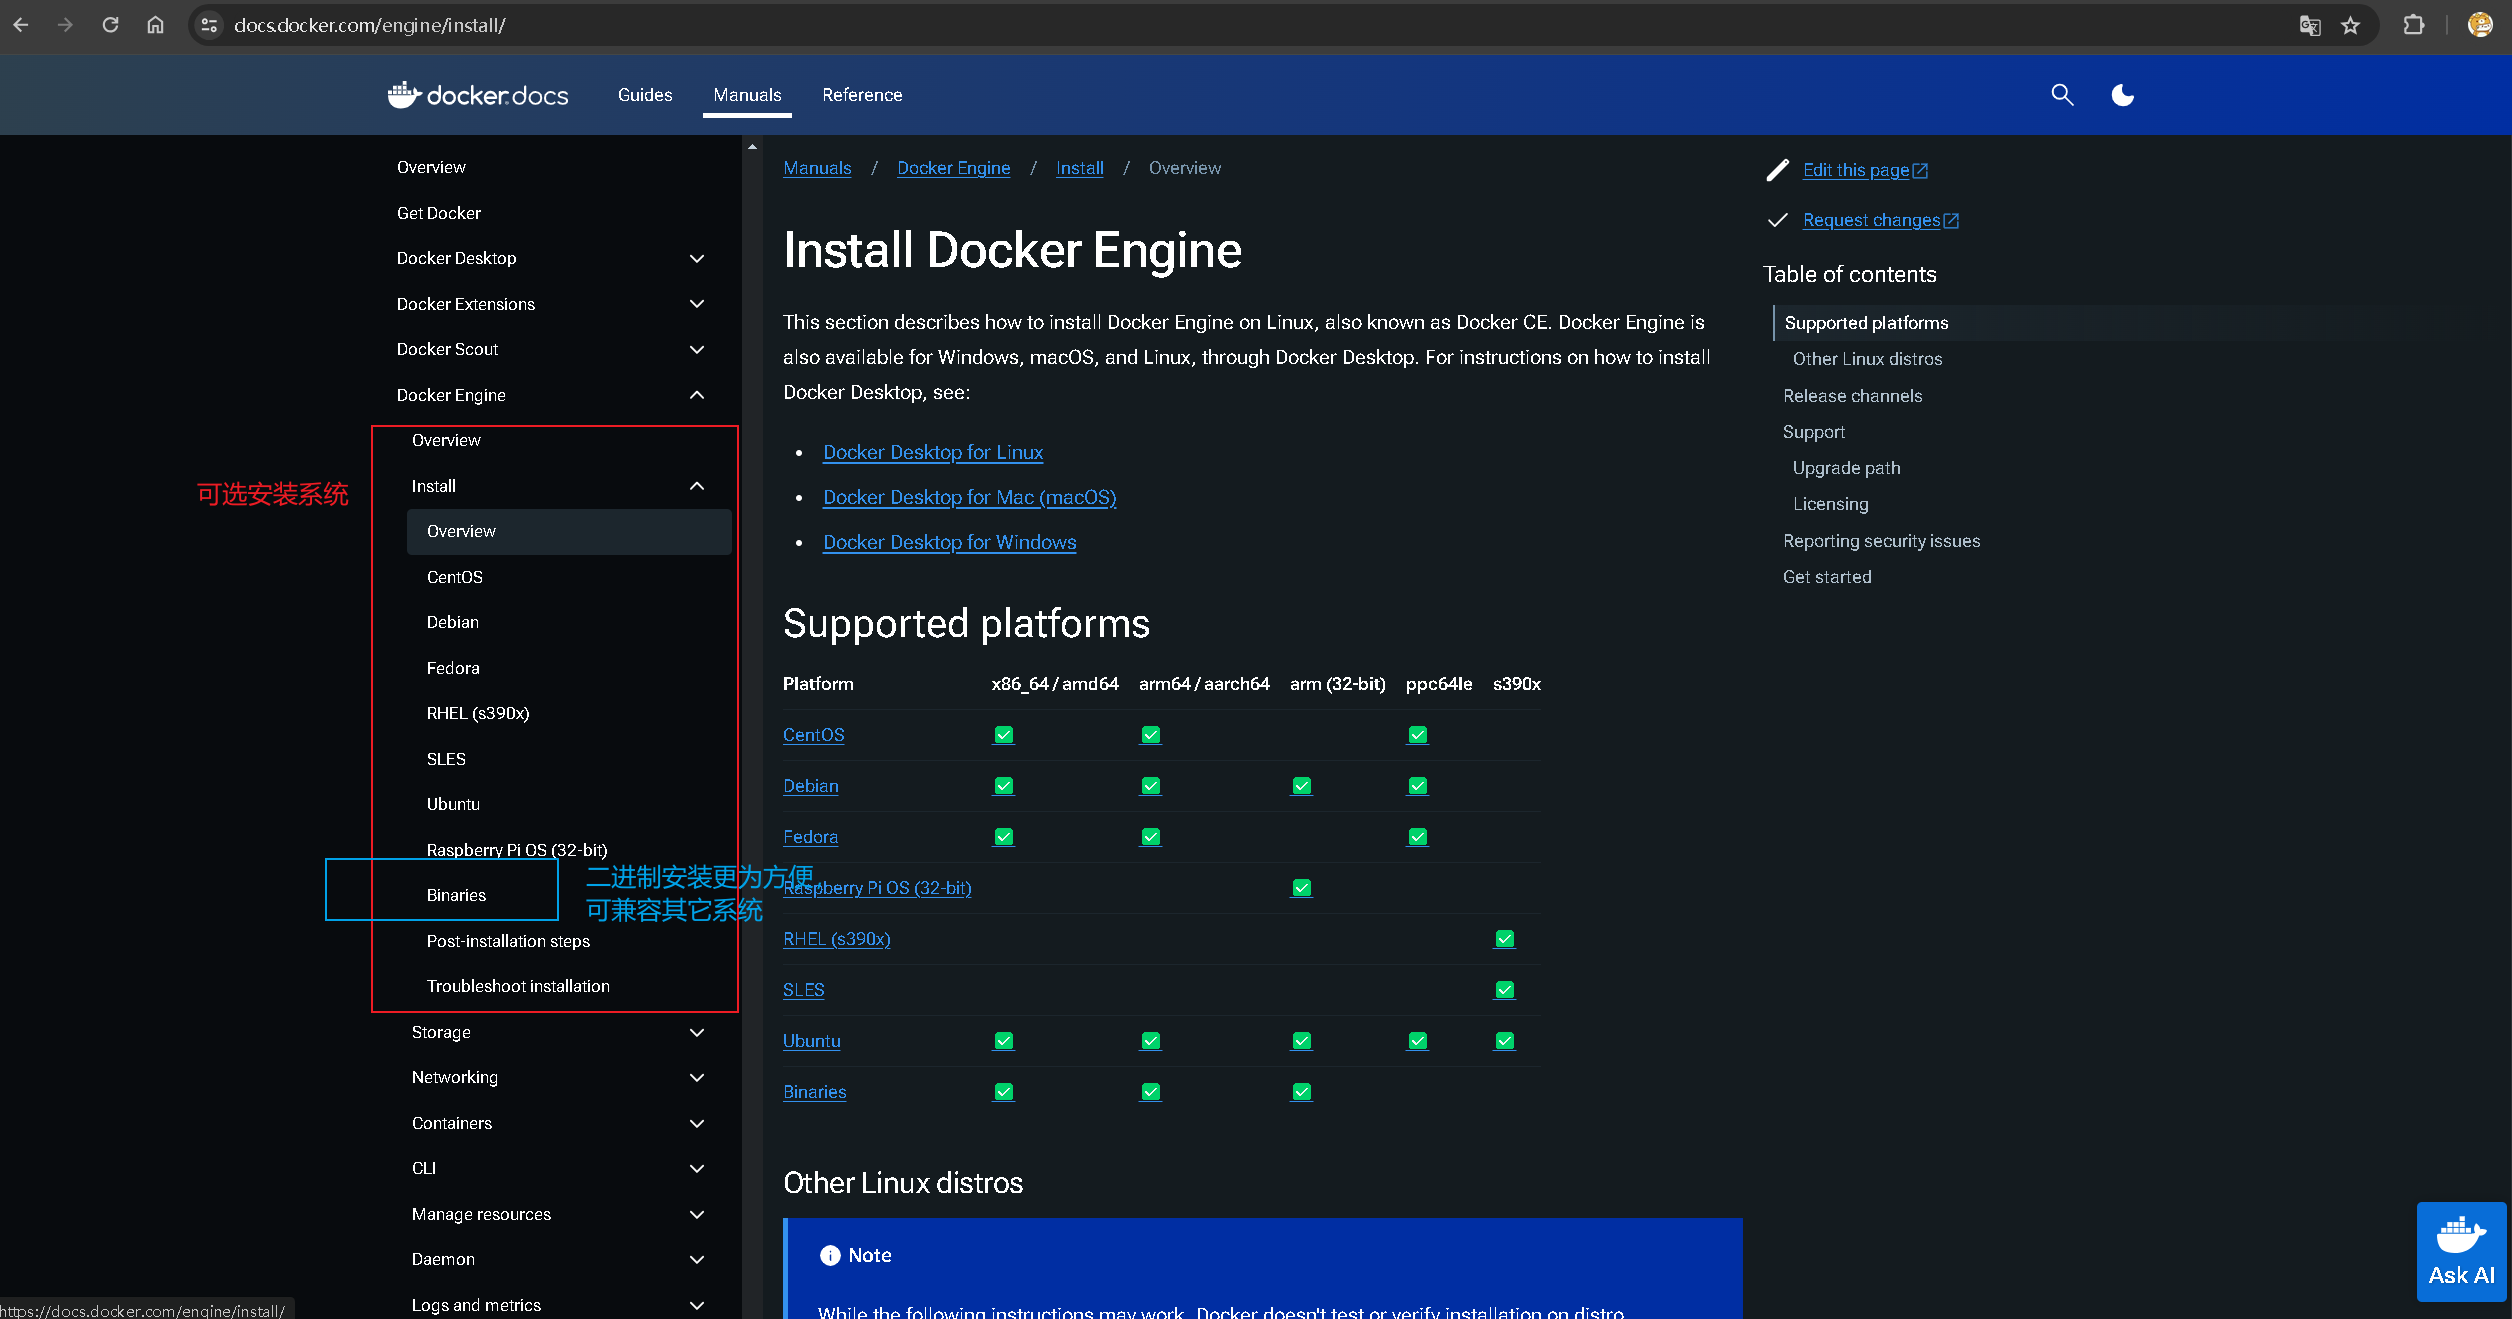 docs.docker.com/engine/install/
docker.docs
Guides
Manuals
Reference
Overview
Get Docker
Docker Desktop
Docker Extensions
Docker Scout
Docker Engine
Overview
Install
Overview
CentOS
Debian
Fedora
RHEL (s390x)
SLES
Ubuntu
Raspberry Pi OS (32-bit)
Binaries
Post-installation steps
Troubleshoot installation
Storage
Networking
Containers
CLI
Manage resources
Daemon
Logs and metrics
可选安装系统
二进制安装更为方便,
可兼容其它系统
Manuals / Docker Engine / Install / Overview
Install Docker Engine
This section describes how to install Docker Engine on Linux, also known as Docker CE. Docker Engine is
also available for Windows, macOS, and Linux, through Docker Desktop. For instructions on how to install
Docker Desktop, see:
Docker Desktop for Linux
Docker Desktop for Mac (macOS)
Docker Desktop for Windows
Supported platforms
Platform x86_64 / amd64 arm64 / aarch64 arm (32-bit) ppc64le s390x
CentOS ✅ ✅ ✅
Debian ✅ ✅ ✅ ✅
Fedora ✅ ✅ ✅
Raspberry Pi OS (32-bit) ✅
RHEL (s390x) ✅
SLES ✅
Ubuntu ✅ ✅ ✅ ✅ ✅
Binaries ✅ ✅ ✅
Other Linux distros
Note
While the following instructions may work, Docker doesn't test or verify installation on distro
Edit this page
Request changes
Table of contents
Supported platforms
Other Linux distros
Release channels
Support
Upgrade path
Licensing
Reporting security issues
Get started
Ask AI
https://docs.docker.com/engine/install/